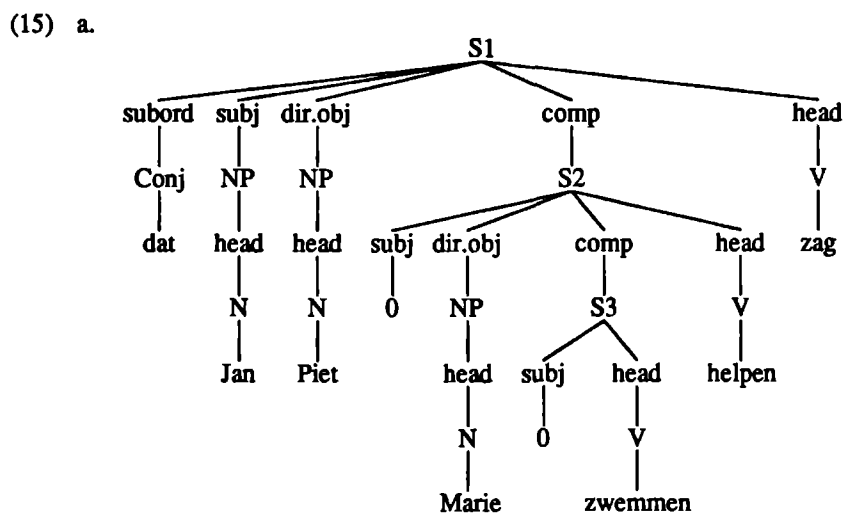 (15) a.
S1
subord subj dir.obj comp head
Conj NP NP S2 V
dat head head subj dir.obj comp head zag
N N 0 NP S3 V
Jan Piet head subj head helpen
N 0 V
Marie zwemmen